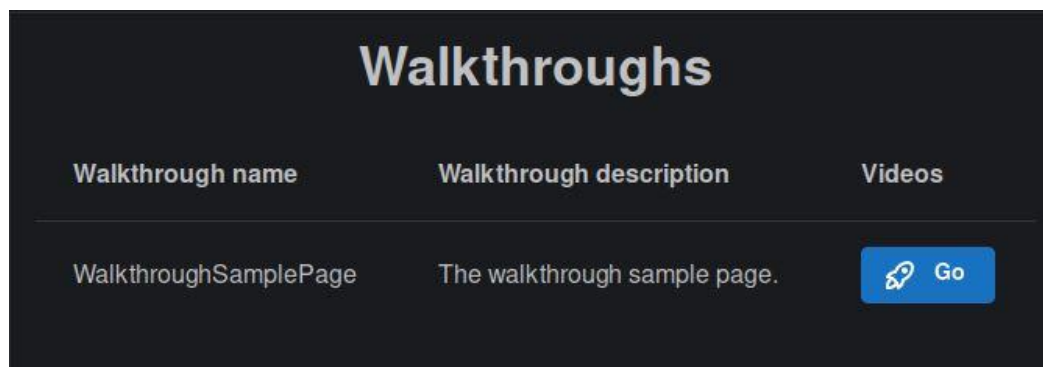 Walkthroughs
Walkthrough name Walkthrough description Videos
WalkthroughSamplePage The walkthrough sample page. Go